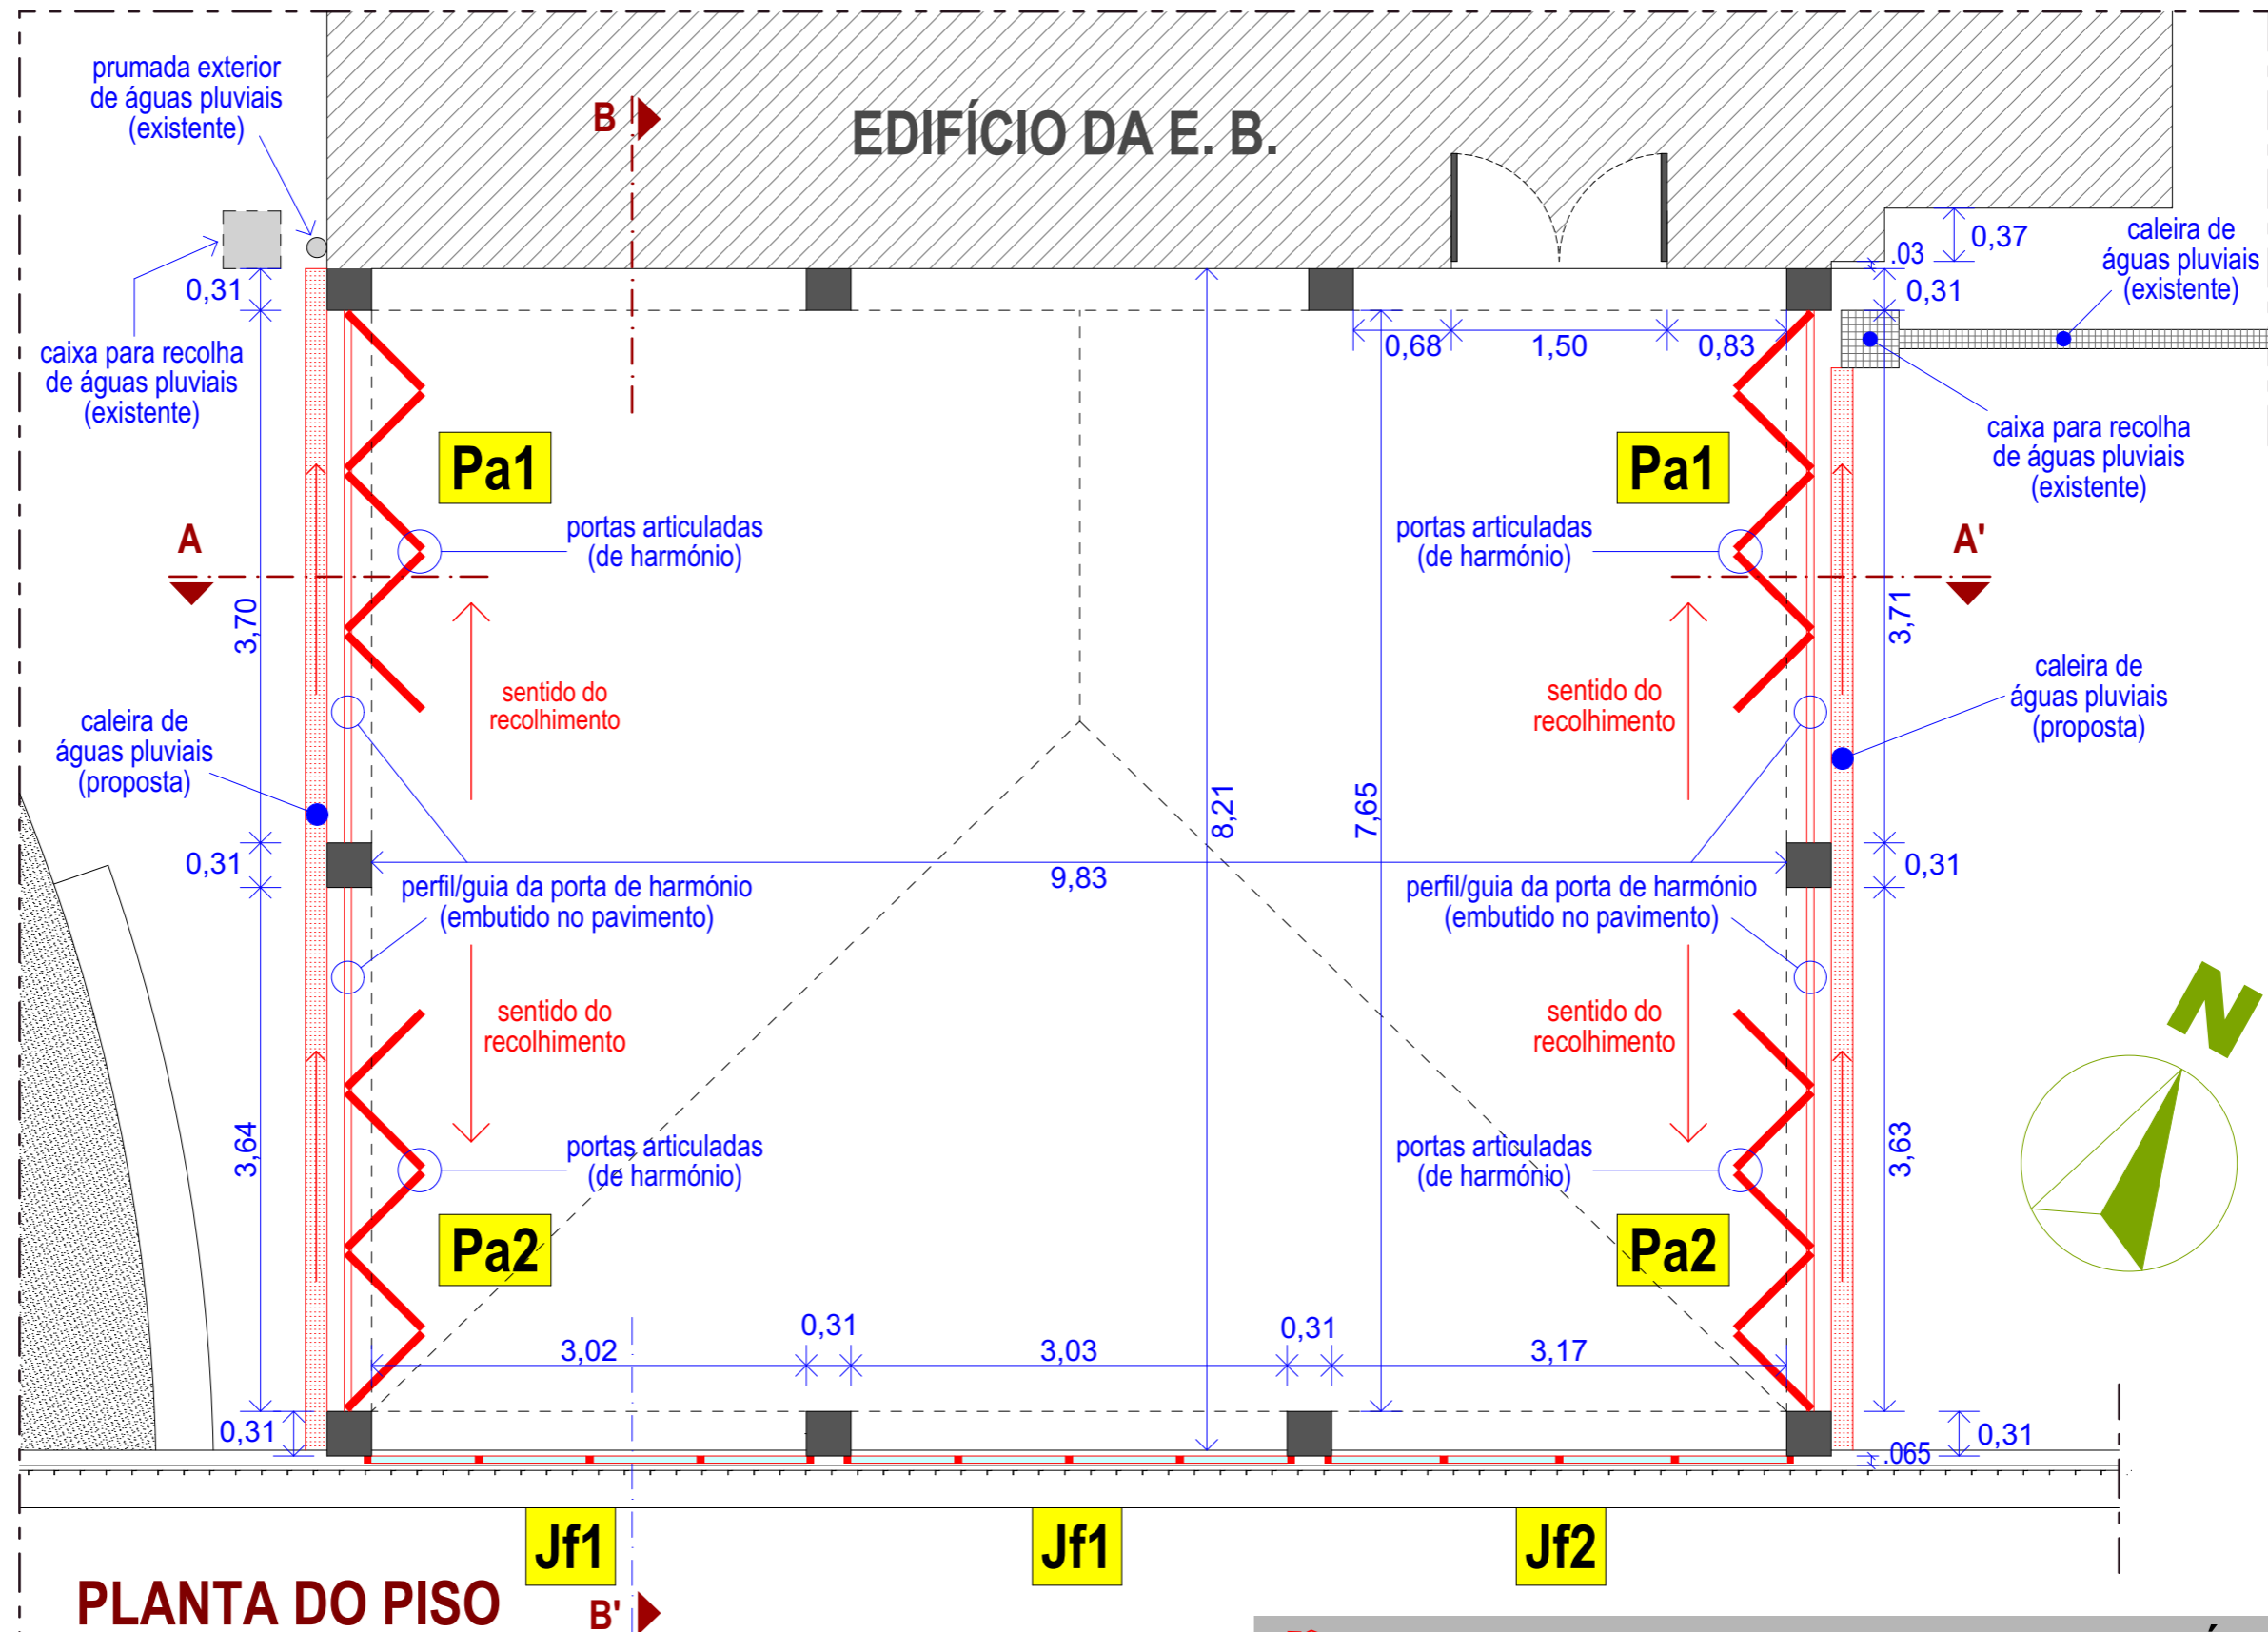 prumada exterior
de águas pluviais
(existente)
B
EDIFÍCIO DA E. B.
0,37
.03
caleira de
águas pluviais
(existente)
0,31
0,31
0,68
1,50
0,83
caixa para recolha
de águas pluviais
(existente)
caixa para recolha
de águas pluviais
(existente)
Pa1
Pa1
portas articuladas
(de harmónio)
portas articuladas
(de harmónio)
A
A'
3,70
3,71
sentido do
recolhimento
sentido do
recolhimento
caleira de
águas pluviais
(proposta)
caleira de
águas pluviais
(proposta)
8,21
7,65
0,31
0,31
9,83
perfil/guia da porta de harmónio
(embutido no pavimento)
perfil/guia da porta de harmónio
(embutido no pavimento)
N
sentido do
recolhimento
sentido do
recolhimento
3,64
3,63
portas articuladas
(de harmónio)
portas articuladas
(de harmónio)
Pa2
Pa2
3,02
0,31
3,03
0,31
3,17
0,31
0,31
.065
Jf1
Jf1
Jf2
PLANTA DO PISO
B'